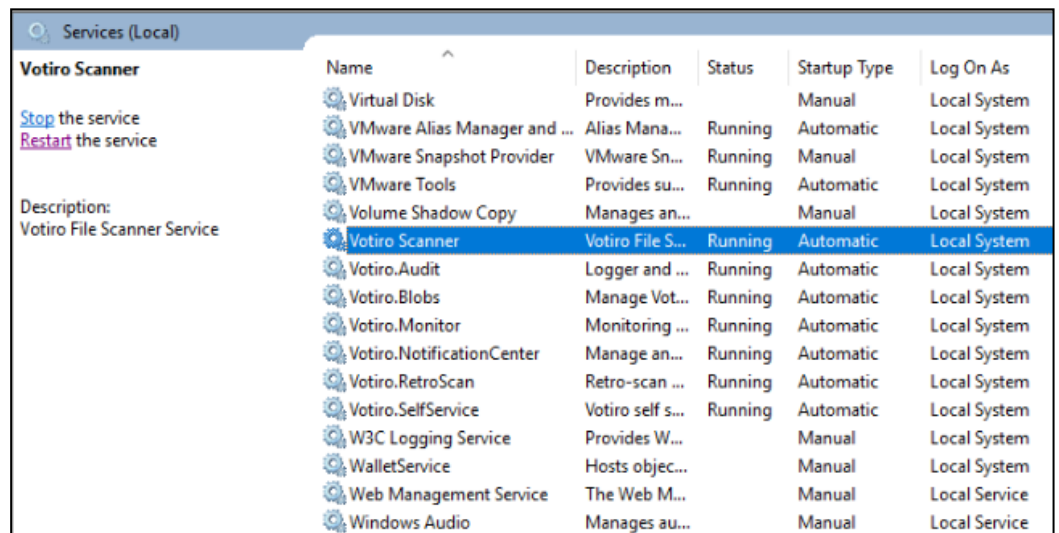 Services (Local)
Votiro Scanner
Stop the service
Restart the service
Description:
Votiro File Scanner Service
Name Description Status Startup Type Log On As
Virtual Disk Provides m... Manual Local System
VMware Alias Manager and ... Alias Mana... Running Automatic Local System
VMware Snapshot Provider VMware Sn... Running Manual Local System
VMware Tools Provides su... Running Automatic Local System
Volume Shadow Copy Manages an... Manual Local System
Votiro Scanner Votiro File S... Running Automatic Local System
Votiro.Audit Logger and ... Running Automatic Local System
Votiro.Blobs Manage Vot... Running Automatic Local System
Votiro.Monitor Monitoring ... Running Automatic Local System
Votiro.NotificationCenter Manage an... Running Automatic Local System
Votiro.RetroScan Retro-scan ... Running Automatic Local System
Votiro.SelfService Votiro self s... Running Automatic Local System
W3C Logging Service Provides W... Manual Local System
WalletService Hosts objec... Manual Local System
Web Management Service The Web M... Manual Local Service
Windows Audio Manages au... Manual Local Service